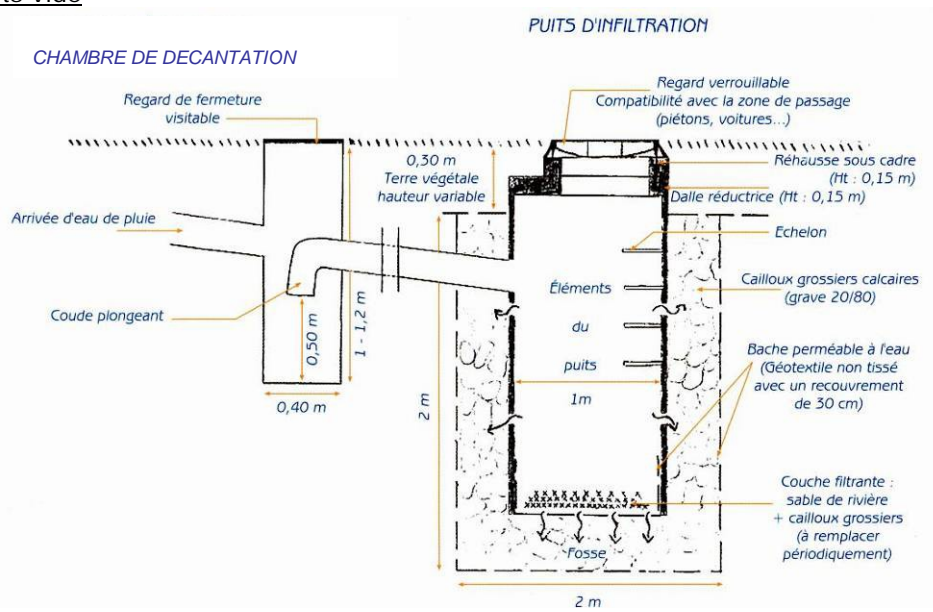 PUITS D'INFILTRATION
CHAMBRE DE DECANTATION
Regard de fermeture
visitable
Regard verrouillable
Compatibilité avec la zone de passage
(piétons, voitures...)
0,30 m
Terre végétale
hauteur variable
Réhausse sous cadre
(Ht : 0,15 m)
Dalle réductrice (Ht : 0,15 m)
Arrivée d'eau de pluie
Echelon
Cailloux grossiers calcaires
(grave 20/80)
Éléments
du
puits
Coude plongeant
0,50 m
1 - 1,2 m
0,40 m
2 m
1m
Bache perméable à l'eau
(Géotextile non tissé
avec un recouvrement
de 30 cm)
Couche filtrante :
sable de rivière
+ cailloux grossiers
(à remplacer
périodiquement)
Fosse
2 m